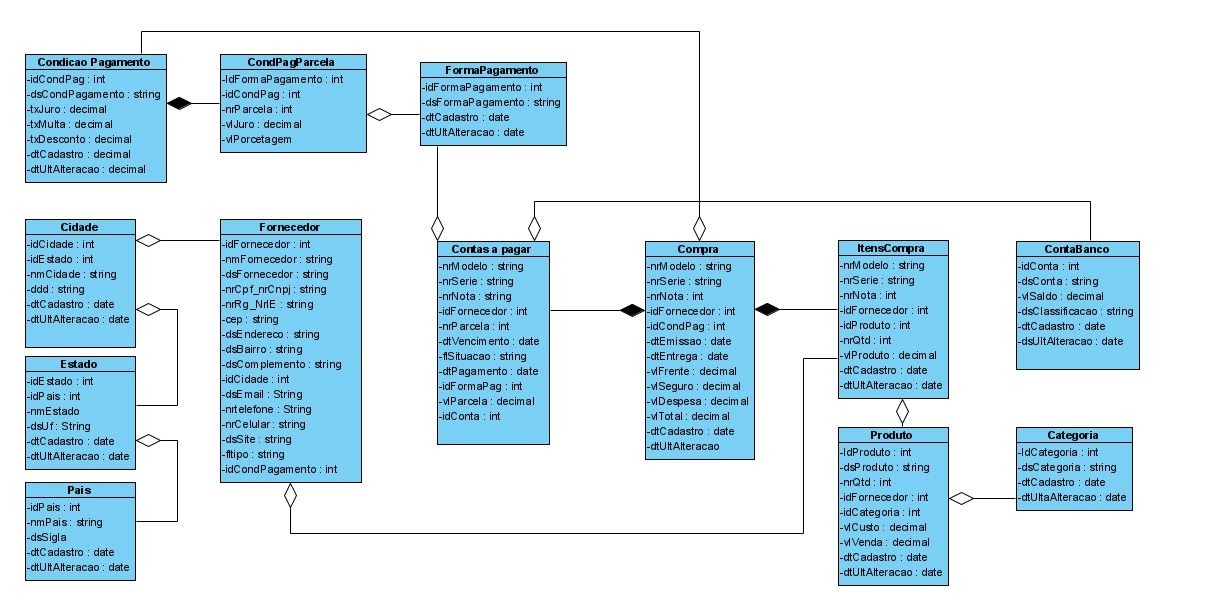 Condicao Pagamento
-idCondPag : int
-dsCondPagamento : string
-txJuro : decimal
-txMulta : decimal
-txDesconto : decimal
-dtCadastro : decimal
-dtUltAlteracao : decimal
CondPagParcela
-IdFormaPagamento : int
-idCondPag : int
-nrParcela : int
-vlJuro : decimal
-vlPorcetagem
FormaPagamento
-idFormaPagamento : int
-dsFormaPagamento : string
-dtCadastro : date
-dtUltAlteracao : date
Cidade
-idCidade : int
-idEstado : int
-nmCidade : string
-ddd : string
-dtCadastro : date
-dtUltAlteracao : date
Fornecedor
-idFornecedor : int
-nmFornecedor : string
-dsFornecedor : string
-nrCpf_nrCnpj : string
-nrRg_NrIE : string
-cep : string
-dsEndereco : string
-dsBairro : string
-dsComplemento : string
-idCidade : int
-dsEmail : String
-nrtelefone : String
-nrCelular : string
-dsSite : string
-fltipo : string
-idCondPagamento : int
Contas a pagar
-nrModelo : string
-nrSerie : string
-nrNota : string
-idFornecedor : int
-nrParcela : int
-dtVencimento : date
-flSituacao : string
-dtPagamento : date
-idFormaPag : int
-vlParcela : decimal
-idConta : int
Compra
-nrModelo : string
-nrSerie : string
-nrNota : int
-idFornecedor : int
-idCondPag : int
-dtEmissao : date
-dtEntrega : date
-vlFrente : decimal
-vlSeguro : decimal
-vlDespesa : decimal
-vlTotal : decimal
-dtCadastro : date
-dtUltAlteracao
ItensCompra
-nrModelo : string
-nrSerie : string
-nrNota : int
-idFornecedor : int
-idProduto : int
-nrQtd : int
-vlProduto : decimal
-dtCadastro : date
-dtUltAlteracao : date
ContaBanco
-idConta : int
-dsConta : string
-vlSaldo : decimal
-dsClassificacao : string
-dtCadastro : date
-dsUltAlteracao : date
Estado
-idEstado : int
-idPais : int
-nmEstado
-dsUf : String
-dtCadastro : date
-dtUltAlteracao : date
Produto
-IdProduto : int
-dsProduto : string
-nrQtd : int
-idFornecedor : int
-idCategoria : int
-vlCusto : decimal
-vlVenda : decimal
-dtCadastro : date
-dtUltAlteracao : date
Categoria
-IdCategoria : int
-dsCategoria : string
-dtCadastro : date
-dtUltaAlteracao : date
Pais
-idPais : int
-nmPais : string
-dsSigla
-dtCadastro : date
-dtUltAlteracao : date